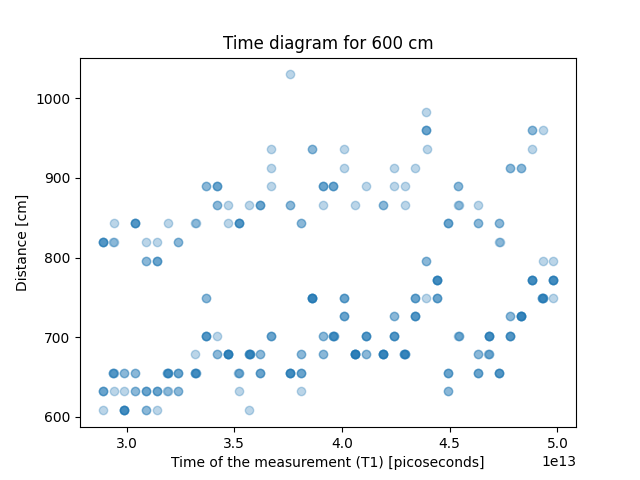 Time diagram for 600 cm
1000
900
800
700
600
Distance [cm]
3.0 3.5 4.0 4.5 5.0
1e13
Time of the measurement (T1) [picoseconds]